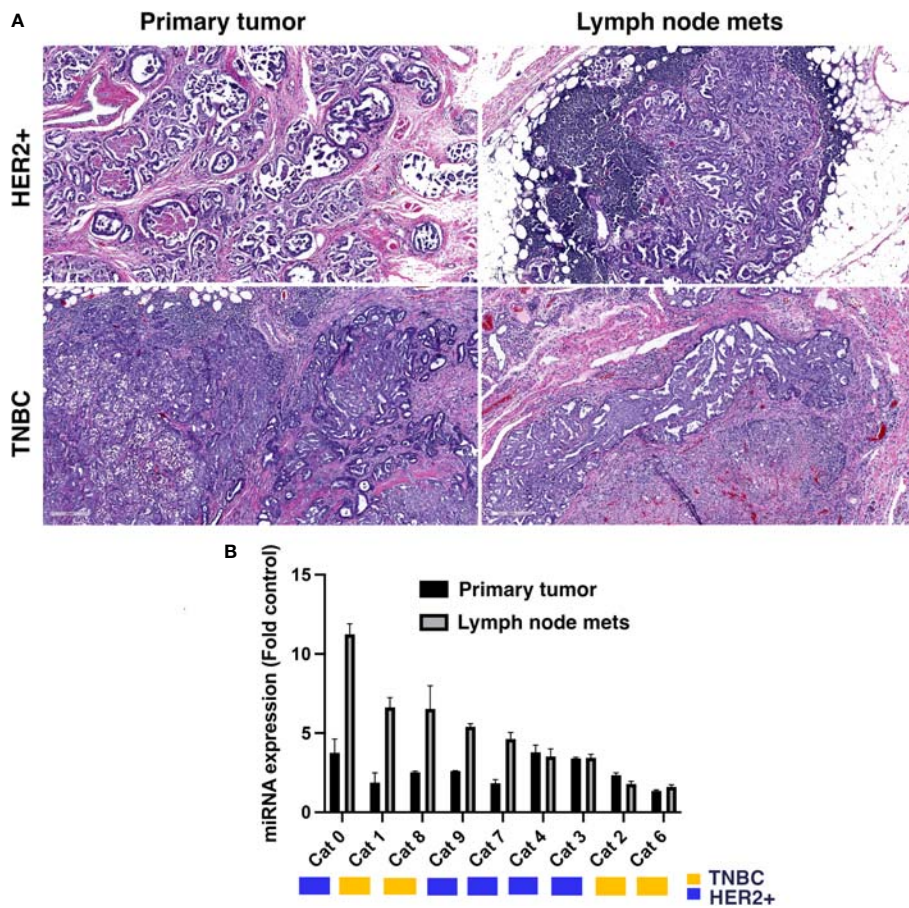 A
Primary tumor
Lymph node mets
HER2+
TNBC
B
miRNA expression (Fold control)
15
10
5
0
Primary tumor
Lymph node mets
Cat 0
Cat 1
Cat 8
Cat 9
Cat 7
Cat 4
Cat 3
Cat 2
Cat 6
TNBC
HER2+